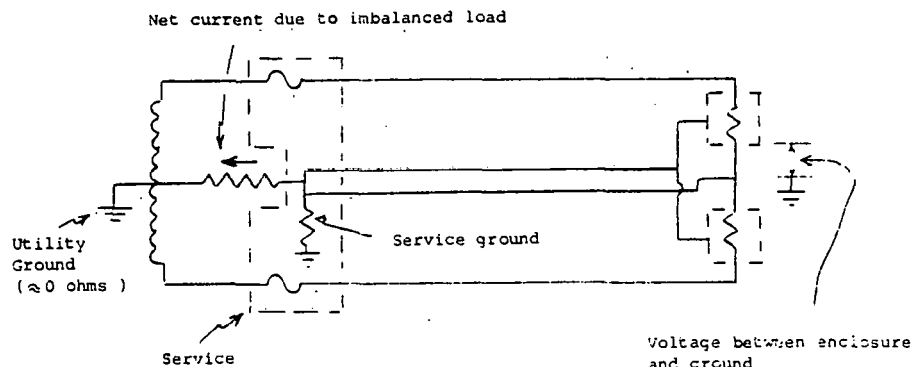 Net current due to imbalanced load
Service ground
Utility
Ground
(≈0 ohms )
Service
Voltage between enclosure
and ground